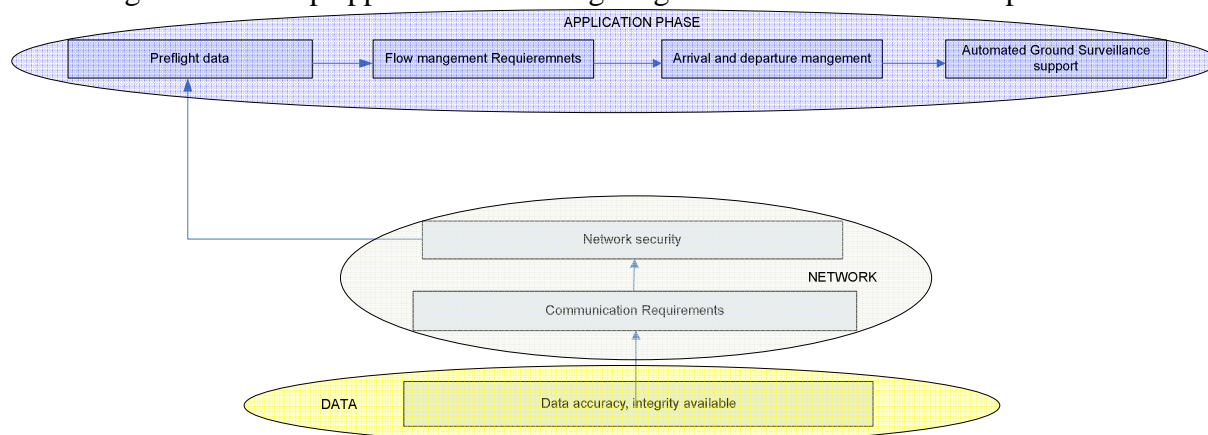 APPLICATION PHASE
Preflight data
Flow mangement Requieremnets
Arrival and departure mangement
Automated Ground Surveillance
support
Network security
NETWORK
Communication Requirements
DATA
Data accuracy, integrity available